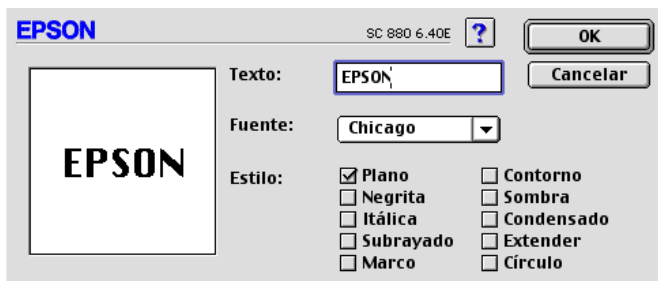 EPSON
SC 880 6.40E
?
OK
Texto:
EPSON
Cancelar
Fuente:
Chicago
EPSON
Estilo:
Plano
Contorno
Negrita
Sombra
Itálica
Condensado
Subrayado
Extender
Marco
Círculo